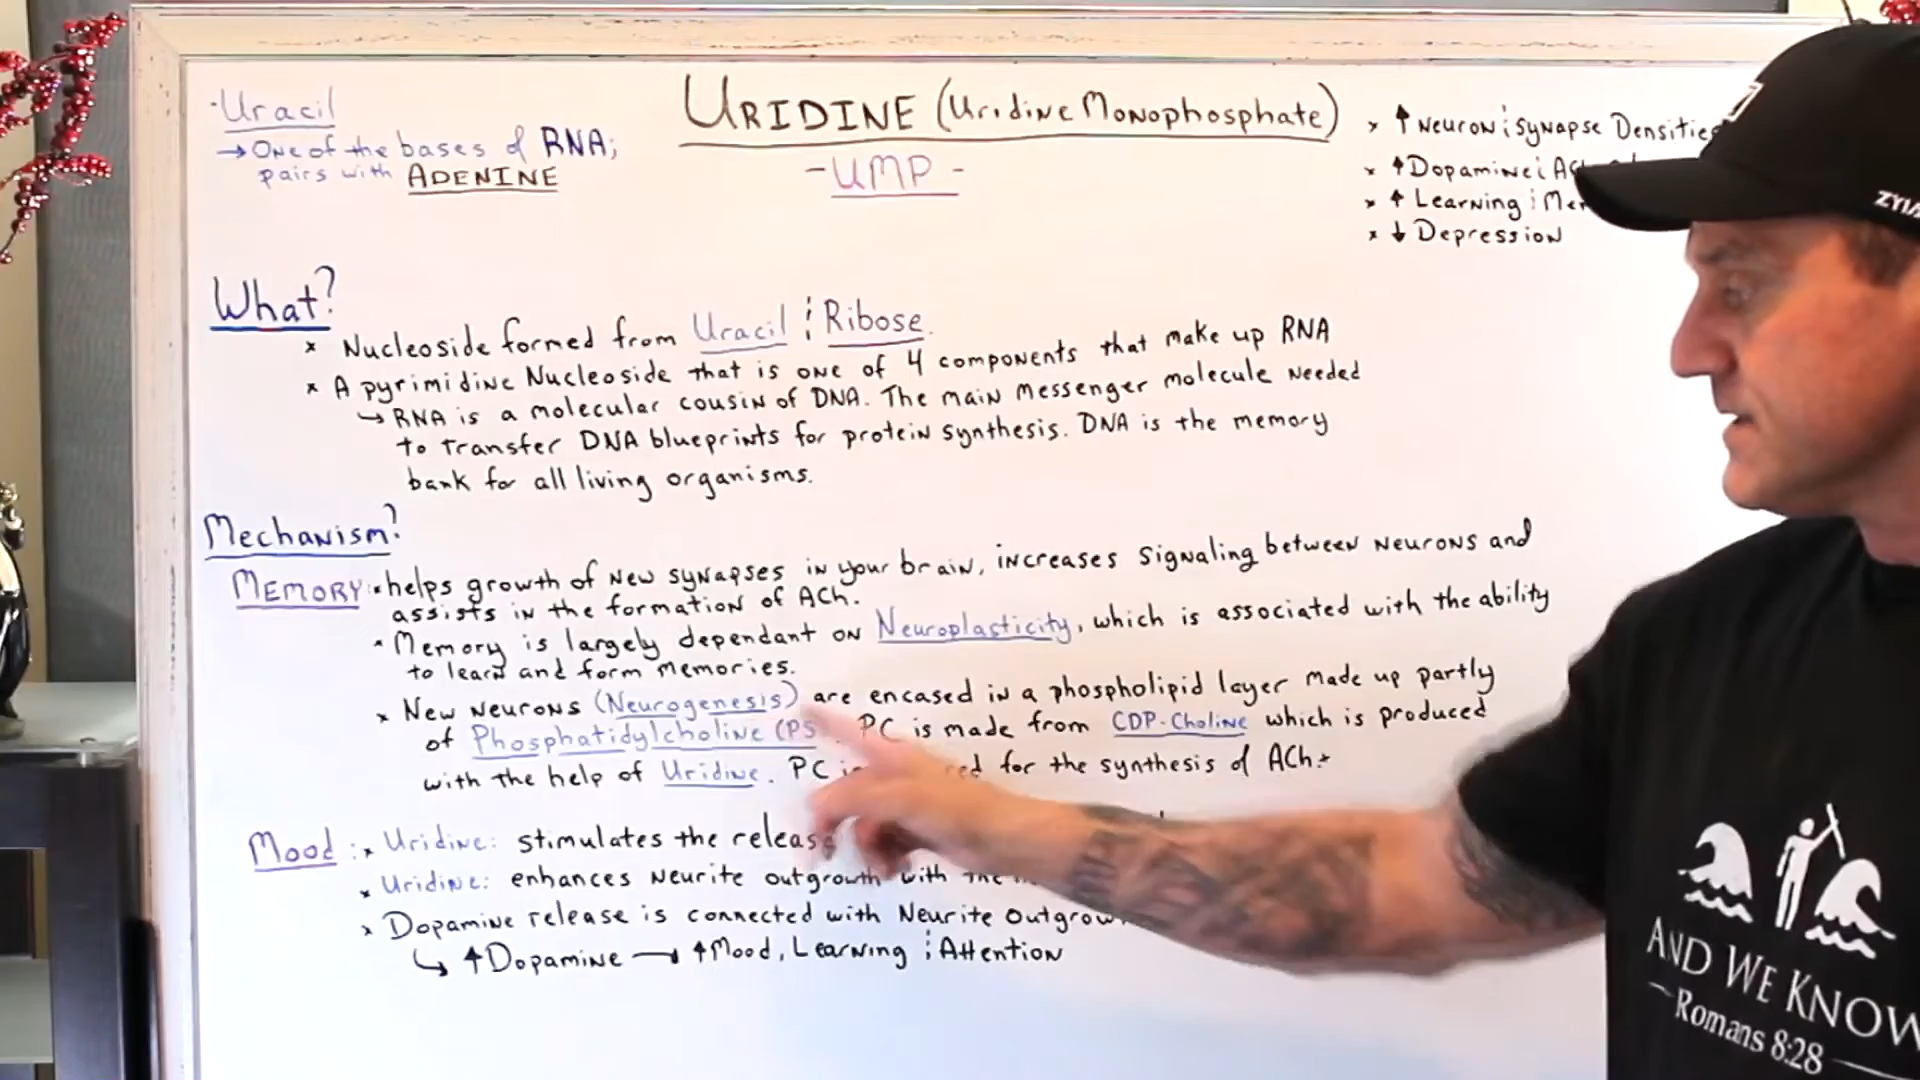 · Uracil
→ One of the bases of RNA;
pairs with ADENINE
URIDINE (Uridine Monophosphate)
- UMP -
x ↑ Neuron ¦ Synapse Densities
x ↑ Dopamine ¦
x ↑ Learning ¦
x ↓ Depression
What?
x Nucleoside formed from Uracil ¦ Ribose.
x A pyrimidine Nucleoside that is one of 4 components that make up RNA
↳ RNA is a molecular cousin of DNA. The main messenger molecule needed
to transfer DNA blueprints for protein synthesis. DNA is the memory
bank for all living organisms.
Mechanism?
MEMORY · helps growth of new synapses in your brain, increases signaling between neurons and
assists in the formation of ACh.
· Memory is largely dependant on Neuroplasticity, which is associated with the ability
to learn and form memories.
x New neurons (Neurogenesis) are encased in a phospholipid layer made up partly
of Phosphatidylcholine (PS PC is made from CDP-Choline which is produced
with the help of Uridine. PC for the synthesis of ACh.
Mood : x Uridine: stimulates the release
x Uridine: enhances neurite outgrowth with
x Dopamine release is connected with Neurite Outgrow
↳ ↑ Dopamine → ↑ Mood, Learning ¦ Attention
ZYIA
AND WE KNOW
- Romans 8:28 -